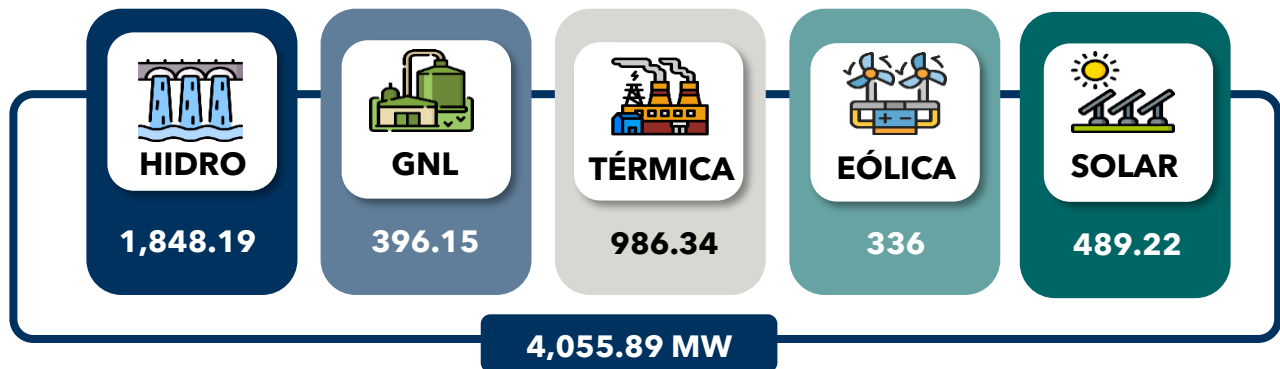 HIDRO
1,848.19
GNL
396.15
TÉRMICA
986.34
EÓLICA
336
SOLAR
489.22
4,055.89 MW